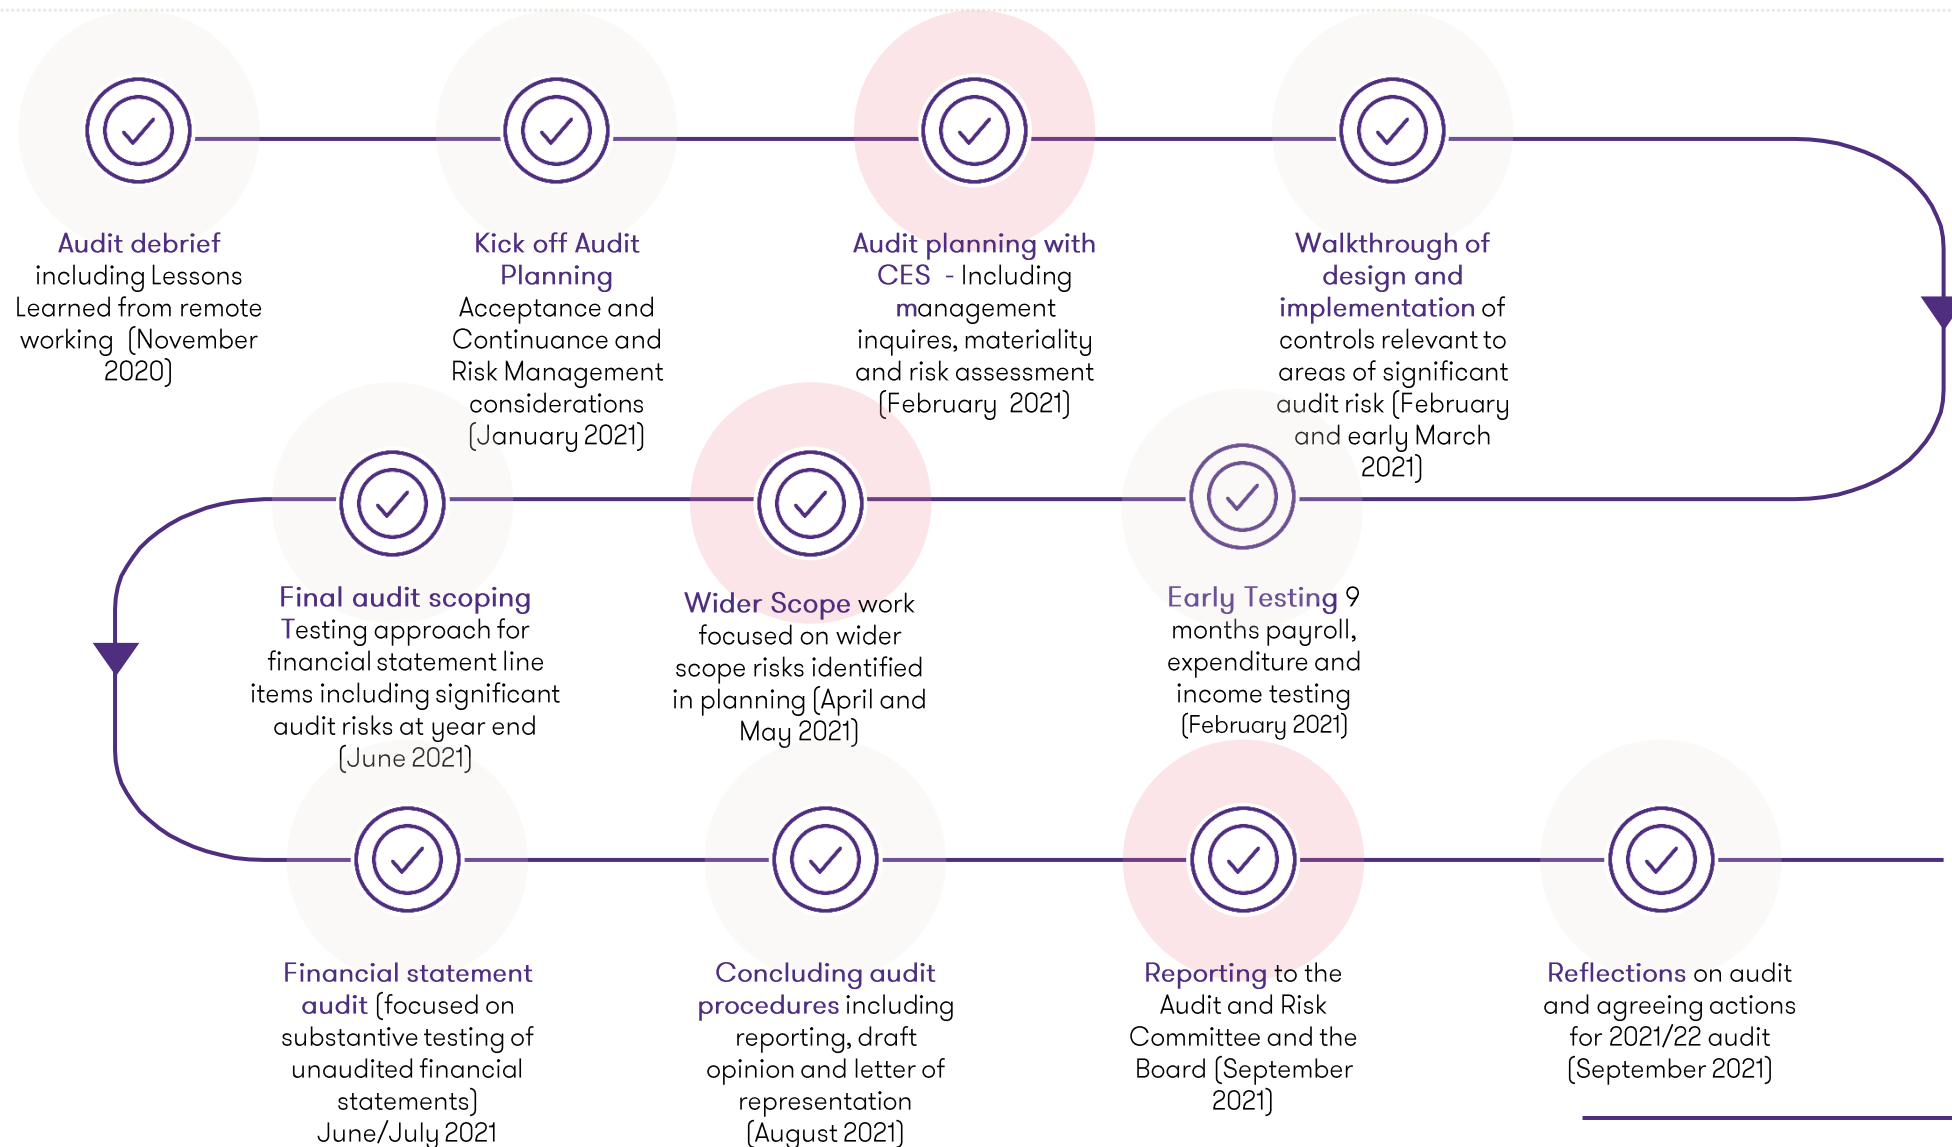 Audit debrief
including Lessons
Learned from remote
working (November
2020)
Kick off Audit
Planning
Acceptance and
Continuance and
Risk Management
considerations
(January 2021)
Audit planning with
CES - Including
management
inquires, materiality
and risk assessment
(February 2021)
Walkthrough of
design and
implementation of
controls relevant to
areas of significant
audit risk (February
and early March
2021)
Final audit scoping
Testing approach for
financial statement line
items including significant
audit risks at year end
(June 2021)
Wider Scope work
focused on wider
scope risks identified
in planning (April and
May 2021)
Early Testing 9
months payroll,
expenditure and
income testing
(February 2021)
Financial statement
audit (focused on
substantive testing of
unaudited financial
statements)
June/July 2021
Concluding audit
procedures including
reporting, draft
opinion and letter of
representation
(August 2021)
Reporting to the
Audit and Risk
Committee and the
Board (September
2021)
Reflections on audit
and agreeing actions
for 2021/22 audit
(September 2021)